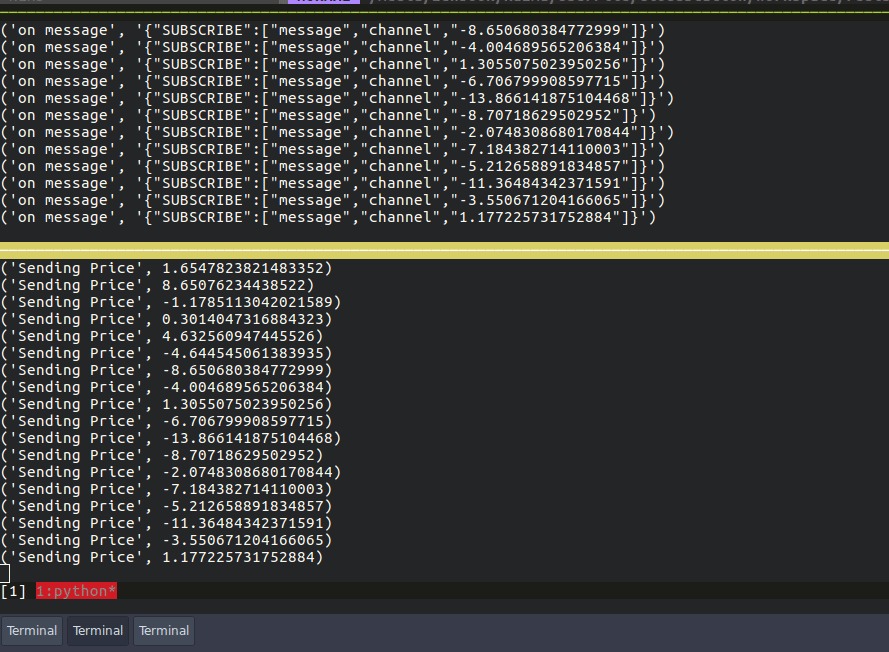 ('on message', '{"SUBSCRIBE":["message","channel","-8.650680384772999"]}')
('on message', '{"SUBSCRIBE":["message","channel","-4.004689565206384"]}')
('on message', '{"SUBSCRIBE":["message","channel","1.3055075023950256"]}')
('on message', '{"SUBSCRIBE":["message","channel","-6.706799908597715"]}')
('on message', '{"SUBSCRIBE":["message","channel","-13.866141875104468"]}')
('on message', '{"SUBSCRIBE":["message","channel","-8.70718629502952"]}')
('on message', '{"SUBSCRIBE":["message","channel","-2.0748308680170844"]}')
('on message', '{"SUBSCRIBE":["message","channel","-7.184382714110003"]}')
('on message', '{"SUBSCRIBE":["message","channel","-5.212658891834857"]}')
('on message', '{"SUBSCRIBE":["message","channel","-11.36484342371591"]}')
('on message', '{"SUBSCRIBE":["message","channel","-3.550671204166065"]}')
('on message', '{"SUBSCRIBE":["message","channel","1.177225731752884"]}')
('Sending Price', 1.6547823821483352)
('Sending Price', 8.65076234438522)
('Sending Price', -1.1785113042021589)
('Sending Price', 0.3014047316884323)
('Sending Price', 4.632560947445526)
('Sending Price', -4.644545061383935)
('Sending Price', -8.650680384772999)
('Sending Price', -4.004689565206384)
('Sending Price', 1.3055075023950256)
('Sending Price', -6.706799908597715)
('Sending Price', -13.866141875104468)
('Sending Price', -8.70718629502952)
('Sending Price', -2.0748308680170844)
('Sending Price', -7.184382714110003)
('Sending Price', -5.212658891834857)
('Sending Price', -11.36484342371591)
('Sending Price', -3.550671204166065)
('Sending Price', 1.177225731752884)
[1] 1:python*
Terminal Terminal Terminal